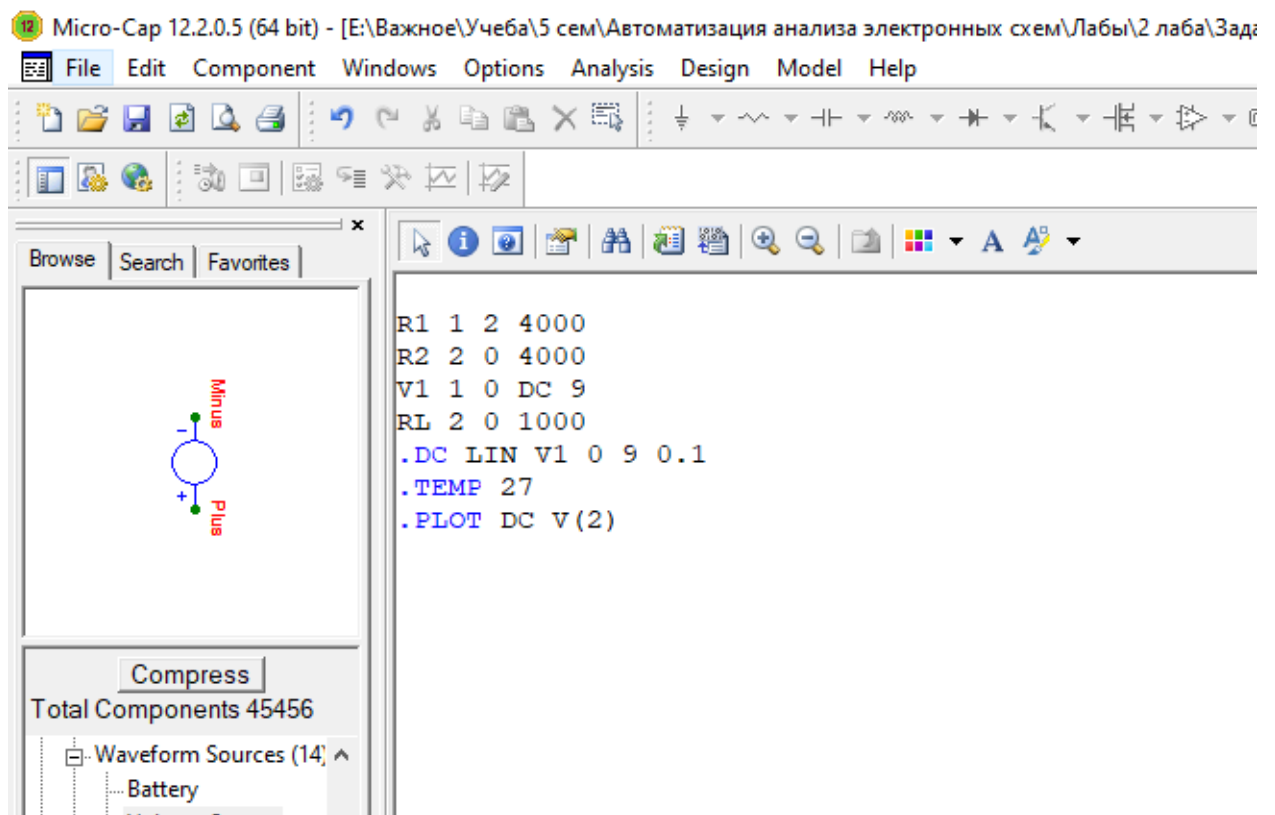 Micro-Cap 12.2.0.5 (64 bit) - [E:\Важное\Учеба\5 сем\Автоматизация анализа электронных схем\Лабы\2 лаба\Зада
File Edit Component Windows Options Analysis Design Model Help
Browse Search Favorites
Minus
Plus
Compress
Total Components 45456
Waveform Sources (14)
Battery
R1 1 2 4000
R2 2 0 4000
V1 1 0 DC 9
RL 2 0 1000
.DC LIN V1 0 9 0.1
.TEMP 27
.PLOT DC V(2)